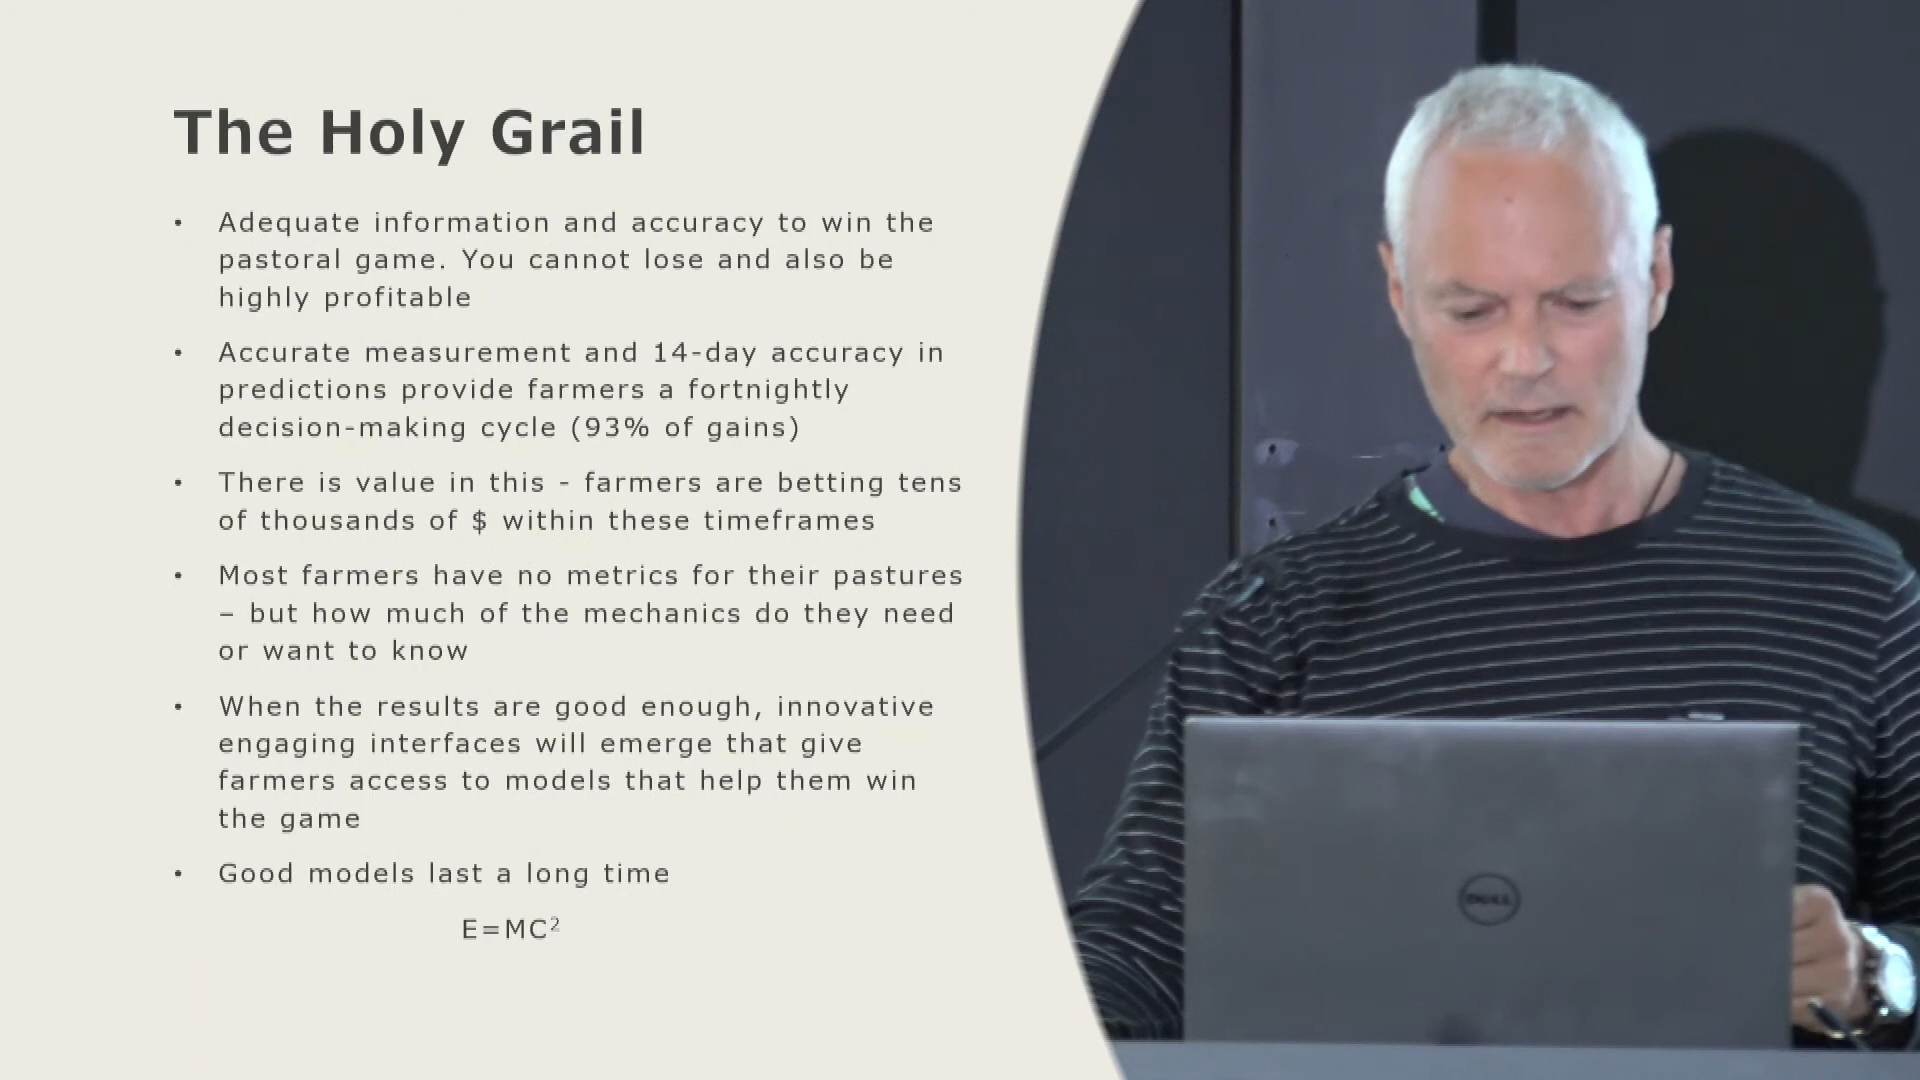 The Holy Grail
• Adequate information and accuracy to win the
pastoral game. You cannot lose and also be
highly profitable
• Accurate measurement and 14-day accuracy in
predictions provide farmers a fortnightly
decision-making cycle (93% of gains)
• There is value in this - farmers are betting tens
of thousands of $ within these timeframes
• Most farmers have no metrics for their pastures
– but how much of the mechanics do they need
or want to know
• When the results are good enough, innovative
engaging interfaces will emerge that give
farmers access to models that help them win
the game
• Good models last a long time
E=MC²
DELL